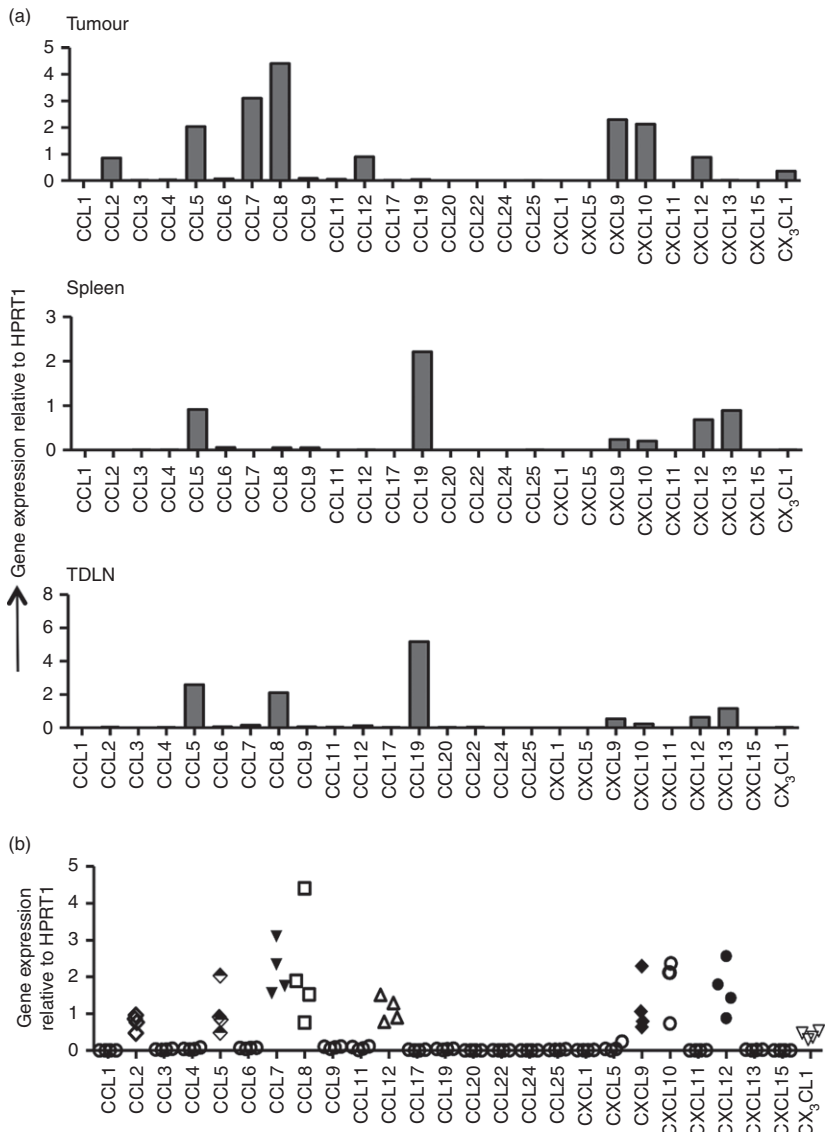 (a)
Tumour
5
4
3
2
1
0
CCL1
CCL2
CCL3
CCL4
CCL5
CCL6
CCL7
CCL8
CCL9
CCL11
CCL12
CCL17
CCL19
CCL20
CCL22
CCL24
CCL25
CXCL1
CXCL5
CXCL9
CXCL10
CXCL11
CXCL12
CXCL13
CXCL15
CX₃CL1
Gene expression relative to HPRT1
Spleen
3
2
1
0
CCL1
CCL2
CCL3
CCL4
CCL5
CCL6
CCL7
CCL8
CCL9
CCL11
CCL12
CCL17
CCL19
CCL20
CCL22
CCL24
CCL25
CXCL1
CXCL5
CXCL9
CXCL10
CXCL11
CXCL12
CXCL13
CXCL15
CX₃CL1
TDLN
8
6
4
2
0
CCL1
CCL2
CCL3
CCL4
CCL5
CCL6
CCL7
CCL8
CCL9
CCL11
CCL12
CCL17
CCL19
CCL20
CCL22
CCL24
CCL25
CXCL1
CXCL5
CXCL9
CXCL10
CXCL11
CXCL12
CXCL13
CXCL15
CX₃CL1
(b)
Gene expression
relative to HPRT1
5
4
3
2
1
0
CCL1
CCL2
CCL3
CCL4
CCL5
CCL6
CCL7
CCL8
CCL9
CCL11
CCL12
CCL17
CCL19
CCL20
CCL22
CCL24
CCL25
CXCL1
CXCL5
CXCL9
CXCL10
CXCL11
CXCL12
CXCL13
CXCL15
CX₃CL1